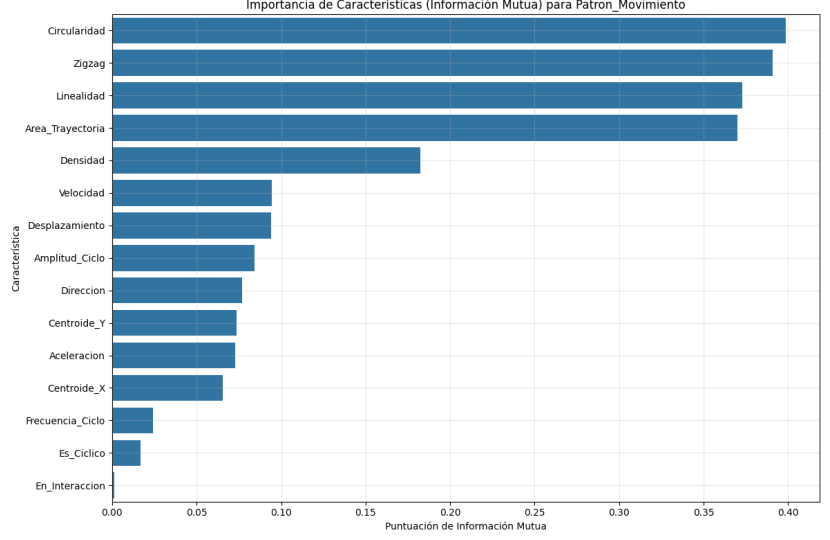 Importancia de Características (Información Mutua) para Patron_Movimiento
Circularidad
Zigzag
Linealidad
Area_Trayectoria
Densidad
Velocidad
Desplazamiento
Amplitud_Ciclo
Direccion
Centroide_Y
Aceleracion
Centroide_X
Frecuencia_Ciclo
Es_Ciclico
En_Interaccion
Característica
0.00 0.05 0.10 0.15 0.20 0.25 0.30 0.35 0.40
Puntuación de Información Mutua